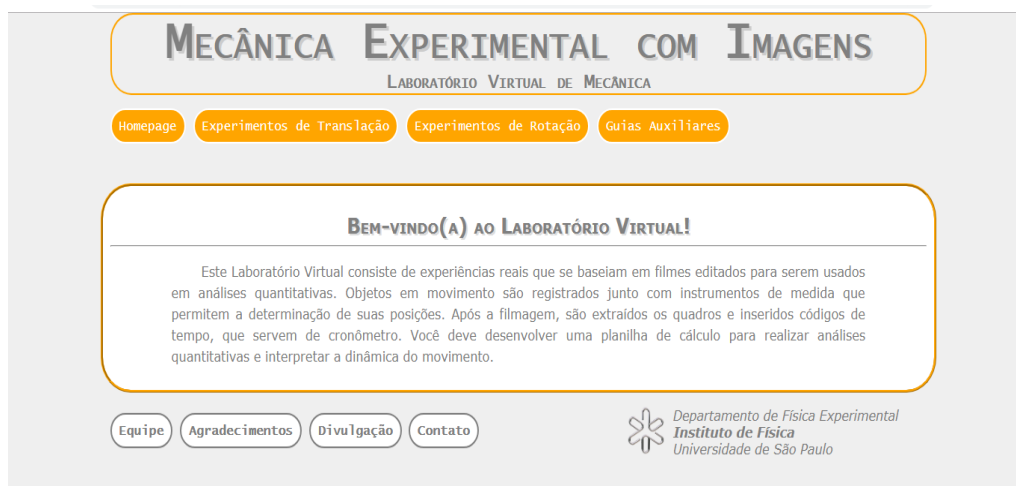 Mecânica Experimental com Imagens
Laboratório Virtual de Mecânica
Homepage Experimentos de Translação Experimentos de Rotação Guias Auxiliares
Bem-vindo(a) ao Laboratório Virtual!
Este Laboratório Virtual consiste de experiências reais que se baseiam em filmes editados para serem usados
em análises quantitativas. Objetos em movimento são registrados junto com instrumentos de medida que
permitem a determinação de suas posições. Após a filmagem, são extraídos os quadros e inseridos códigos de
tempo, que servem de cronômetro. Você deve desenvolver uma planilha de cálculo para realizar análises
quantitativas e interpretar a dinâmica do movimento.
Equipe Agradecimentos Divulgação Contato
Departamento de Física Experimental
Instituto de Física
Universidade de São Paulo